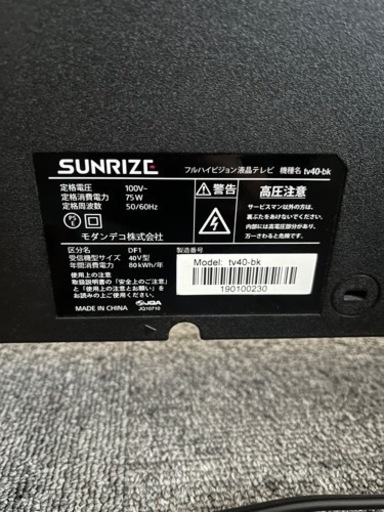 SUNRIZE フルハイビジョン液晶テレビ 機種名 tv40-bk
定格電圧 100V~
定格消費電力 75W
定格周波数 50/60Hz
PS E
モダンデコ株式会社
警告 高圧注意
サービスマン以外の方は、
裏ぶたをあけないでください。
内部には高電圧部分があり、
万一さわると危険です。
区分名 DF1
受信機型サイズ 40V型
年間消費電力 80kWh/年
使用上の注意
取扱説明書の「安全上のご注意」と
「使用上の注意とお願い」を
お読みの上ご使用ください。
MADE IN CHINA
JQA
JQ10710
製造番号
Model: tv40-bk
190100230